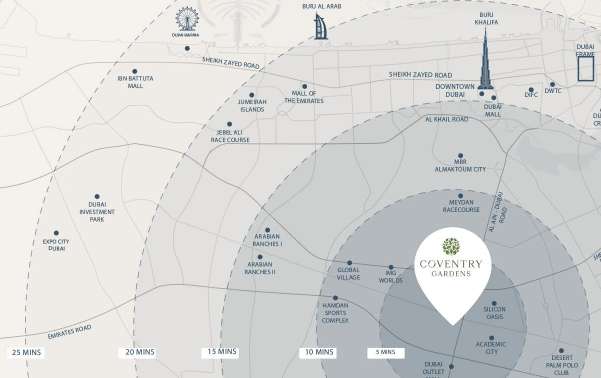 BURJ AL ARAB
BURJ
KHALIFA
DUBAI MARINA
DUBAI
FRAME
SHEIKH ZAYED ROAD
SHEIKH ZAYED ROAD
IBN BATTUTA
MALL
MALL OF
THE EMIRATES
JUMEIRAH
ISLANDS
DOWNTOWN
DUBAI
DUBAI
MALL
DIFC
DWTC
AL KHAIL ROAD
JEBEL ALI
RACE COURSE
MBR
ALMAKTOUM CITY
MEYDAN
RACECOURSE
AL AIN - DUBAI
ROAD
DUBAI
INVESTMENT
PARK
EXPO CITY
DUBAI
ARABIAN
RANCHES I
ARABIAN
RANCHES II
GLOBAL
VILLAGE
IMG
WORLDS
COVENTRY
GARDENS
HAMDAN
SPORTS
COMPLEX
SILICON
OASIS
ACADEMIC
CITY
EMIRATES ROAD
25 MINS
20 MINS
15 MINS
10 MINS
5 MINS
DUBAI
OUTLET
DESERT
PALM POLO
CLUB